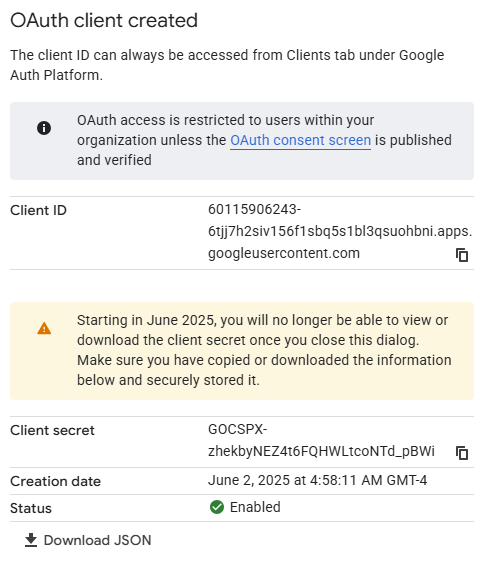 OAuth client created
The client ID can always be accessed from Clients tab under Google
Auth Platform.
OAuth access is restricted to users within your
organization unless the OAuth consent screen is published
and verified
Client ID
60115906243-
6tjj7h2siv156f1sbq5s1bl3qsuohbni.apps.
googleusercontent.com
Starting in June 2025, you will no longer be able to view or
download the client secret once you close this dialog.
Make sure you have copied or downloaded the information
below and securely stored it.
Client secret
GOCSPX-
zhekbyNEZ4t6FQHWLtcoNTd_pBWi
Creation date
June 2, 2025 at 4:58:11 AM GMT-4
Status
Enabled
Download JSON